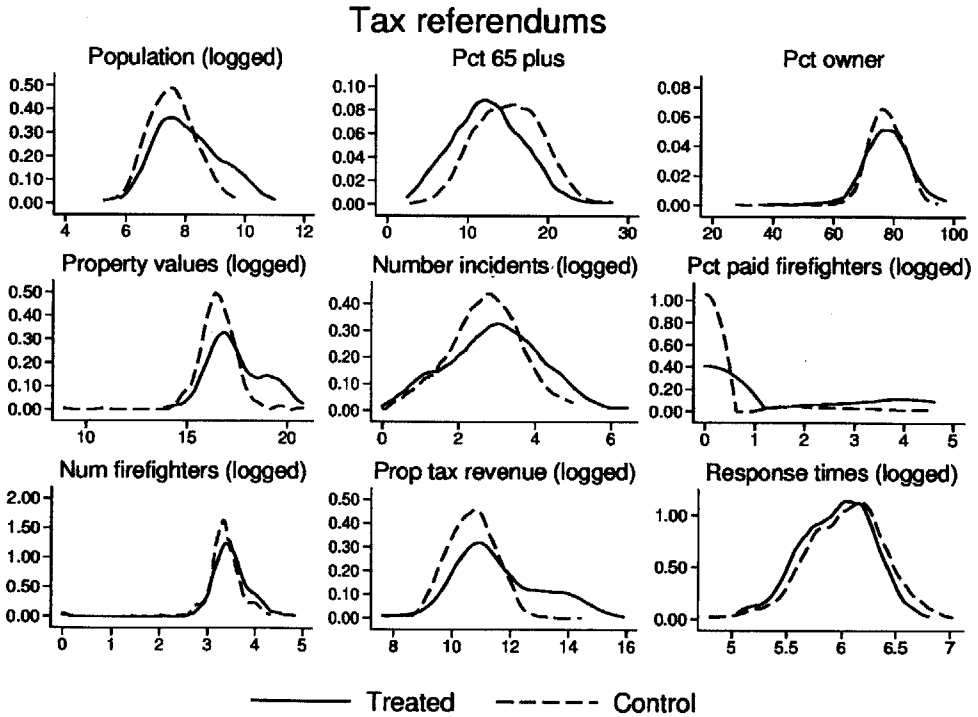 Tax referendums
Population (logged) Pct 65 plus Pct owner
0.50 0.40 0.30 0.20 0.10 0.00
4 6 8 10 12
0.10 0.08 0.06 0.04 0.02 0.00
0 10 20 30
0.08 0.06 0.04 0.02 0.00
20 40 60 80 100
Property values (logged) Number incidents (logged) Pct paid firefighters (logged)
0.50 0.40 0.30 0.20 0.10 0.00
10 15 20
0.40 0.30 0.20 0.10 0.00
0 2 4 6
1.00 0.80 0.60 0.40 0.20 0.00
0 1 2 3 4 5
Num firefighters (logged) Prop tax revenue (logged) Response times (logged)
2.00 1.50 1.00 0.50 0.00
0 1 2 3 4 5
0.50 0.40 0.30 0.20 0.10 0.00
8 10 12 14 16
1.00 0.50 0.00
5 5.5 6 6.5 7
Treated Control